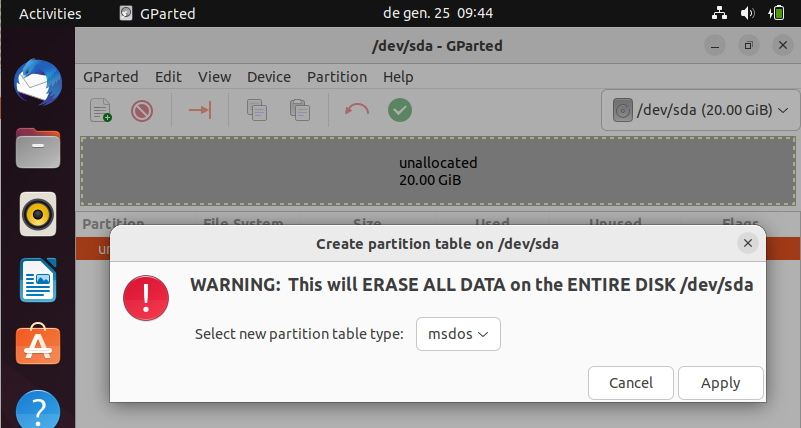 Activities GParted de gen. 25 09:44
/dev/sda - GParted
GParted Edit View Device Partition Help
/dev/sda (20.00 GiB)
unallocated
20.00 GiB
Partition File System Size Used Unused Flags
Create partition table on /dev/sda
WARNING: This will ERASE ALL DATA on the ENTIRE DISK /dev/sda
Select new partition table type: msdos
Cancel Apply